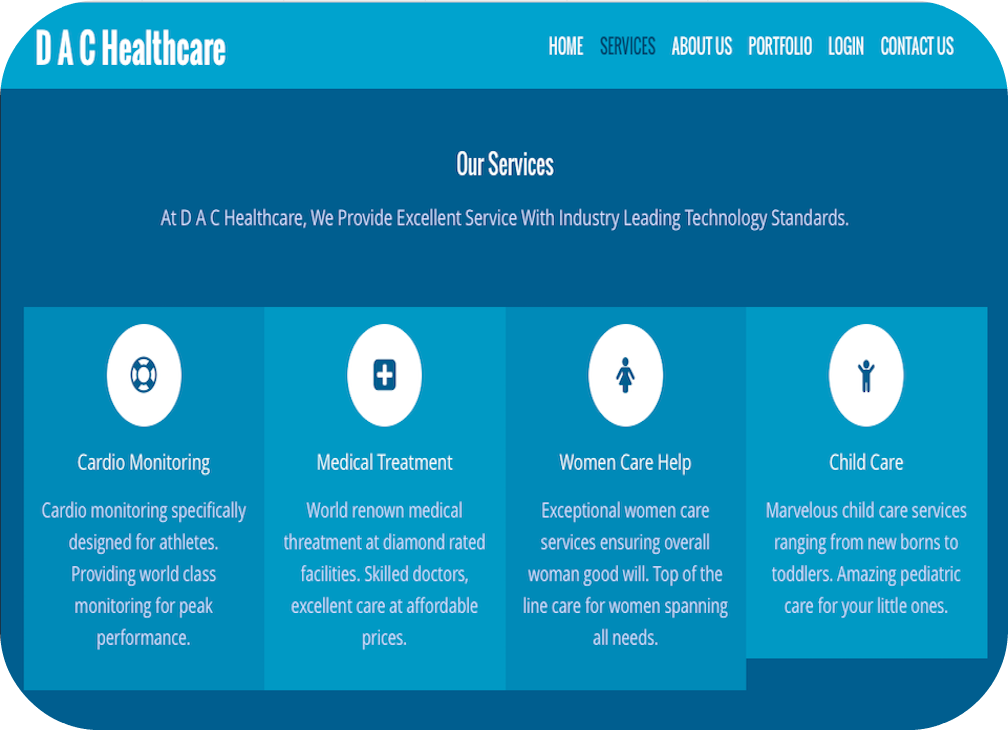 D A C Healthcare
HOME SERVICES ABOUT US PORTFOLIO LOGIN CONTACT US
Our Services
At D A C Healthcare, We Provide Excellent Service With Industry Leading Technology Standards.
Cardio Monitoring
Cardio monitoring specifically
designed for athletes.
Providing world class
monitoring for peak
performance.
Medical Treatment
World renown medical
threatment at diamond rated
facilities. Skilled doctors,
excellent care at affordable
prices.
Women Care Help
Exceptional women care
services ensuring overall
woman good will. Top of the
line care for women spanning
all needs.
Child Care
Marvelous child care services
ranging from new borns to
toddlers. Amazing pediatric
care for your little ones.